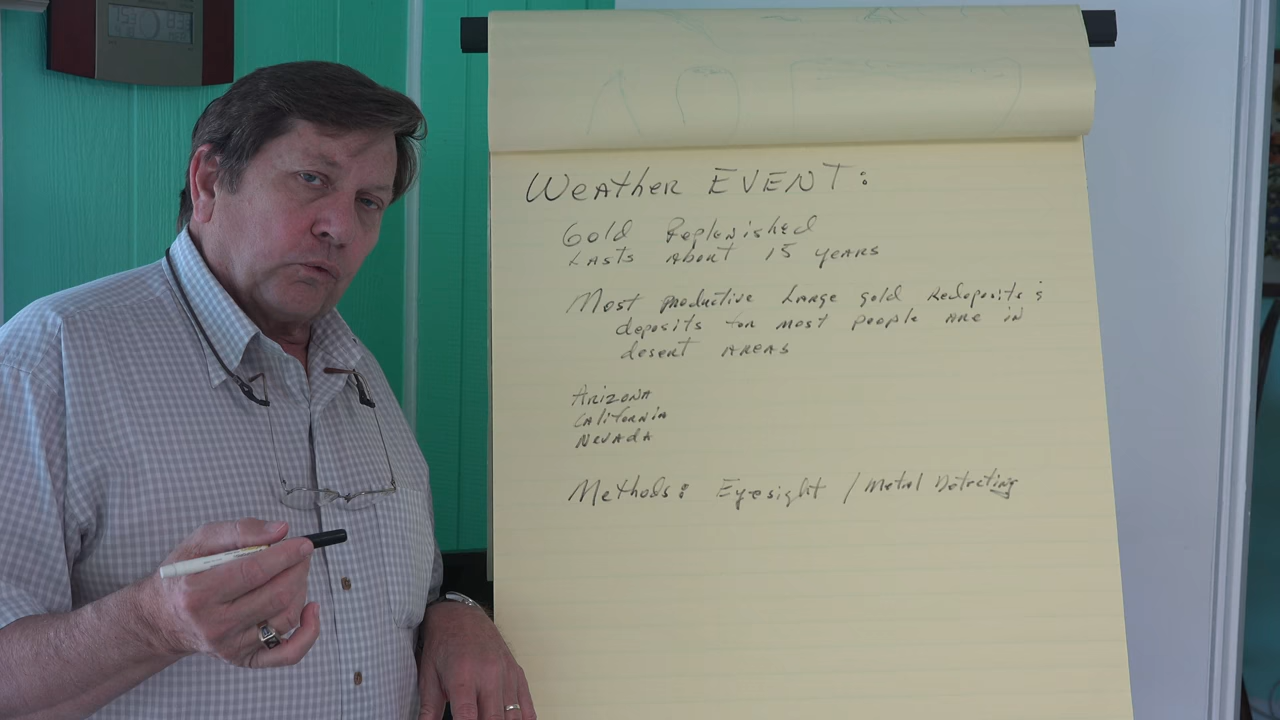 Weather EVENT:
Gold Replenished
Lasts About 15 years
Most productive Large gold Redeposits &
deposits for most people are in
desert AREAS
Arizona
California
Nevada
Methods: Eyesight / Metal Detecting